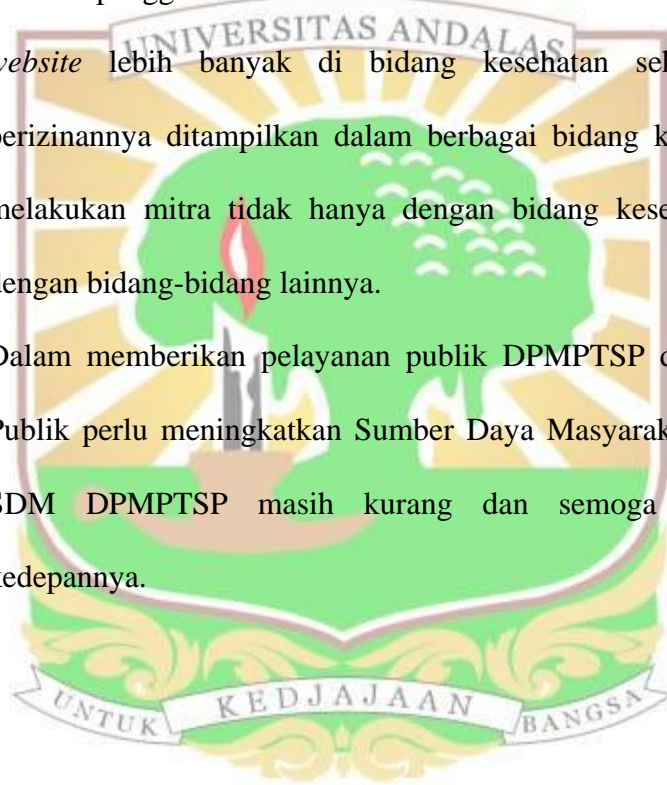 pengg
UNIVERSITAS ANDALAS
website lebih banyak di bidang kesehatan sel
perizinannya ditampilkan dalam berbagai bidang k
melakukan mitra tidak hanya dengan bidang kese
dengan bidang-bidang lainnya.
Dalam memberikan pelayanan publik DPMPTSP d
Publik perlu meningkatkan Sumber Daya Masyarak
SDM DPMPTSP masih kurang dan semoga
kedepannya.
UNTUK KEDJAJAAN BANGSA